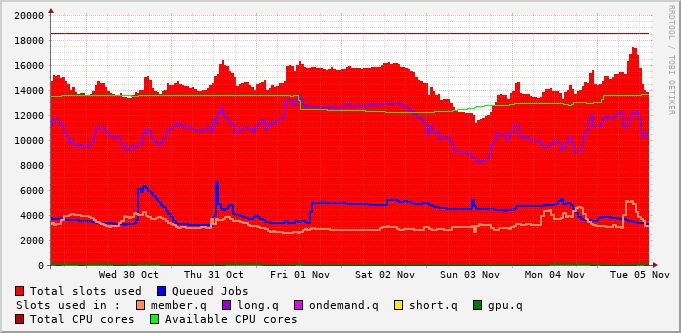 20000
18000
16000
14000
12000
10000
8000
6000
4000
2000
0
Wed 30 Oct Thu 31 Oct Fri 01 Nov Sat 02 Nov Sun 03 Nov Mon 04 Nov Tue 05 Nov
Total slots used Queued Jobs
Slots used in : member.q long.q ondemand.q short.q gpu.q
Total CPU cores Available CPU cores
RRDTOOL / TOBI OETIKER